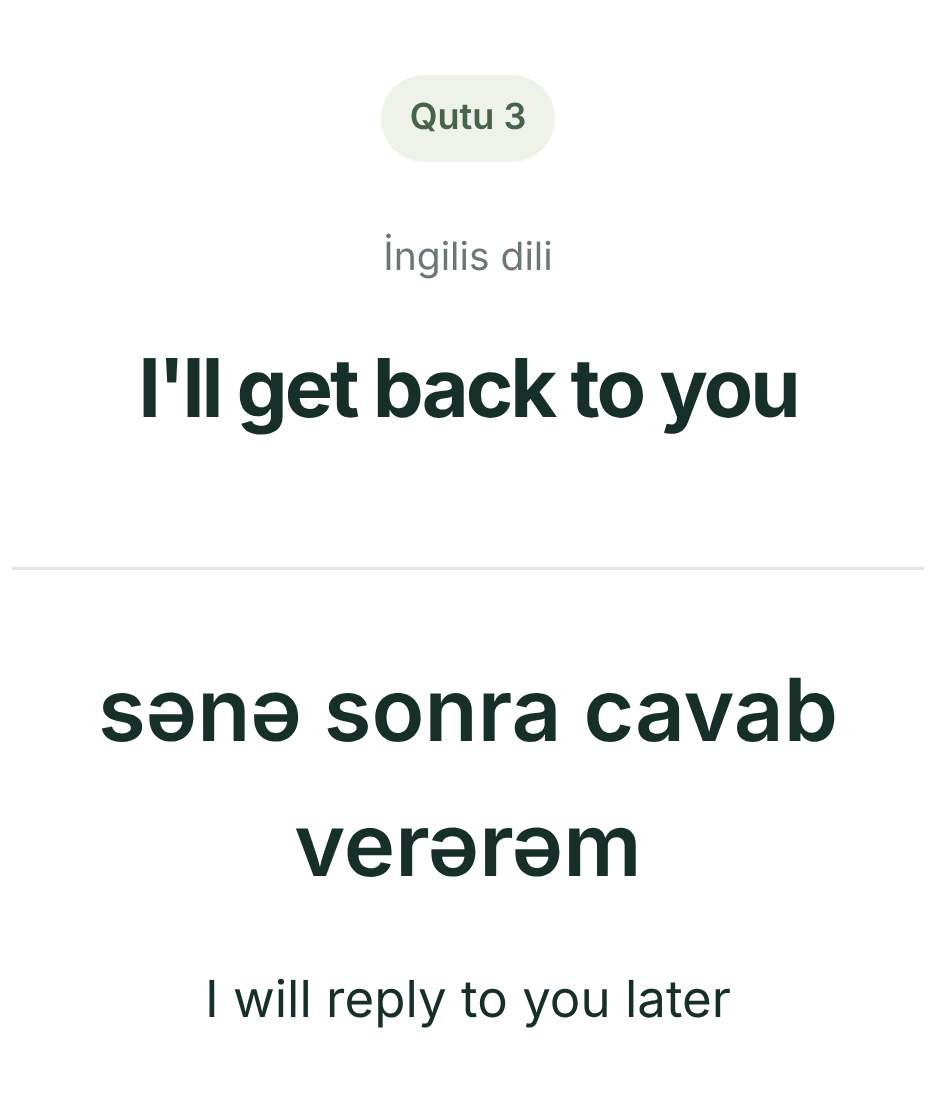 Qutu 3
İngilis dili
I'll get back to you
sənə sonra cavab
verərəm
I will reply to you later